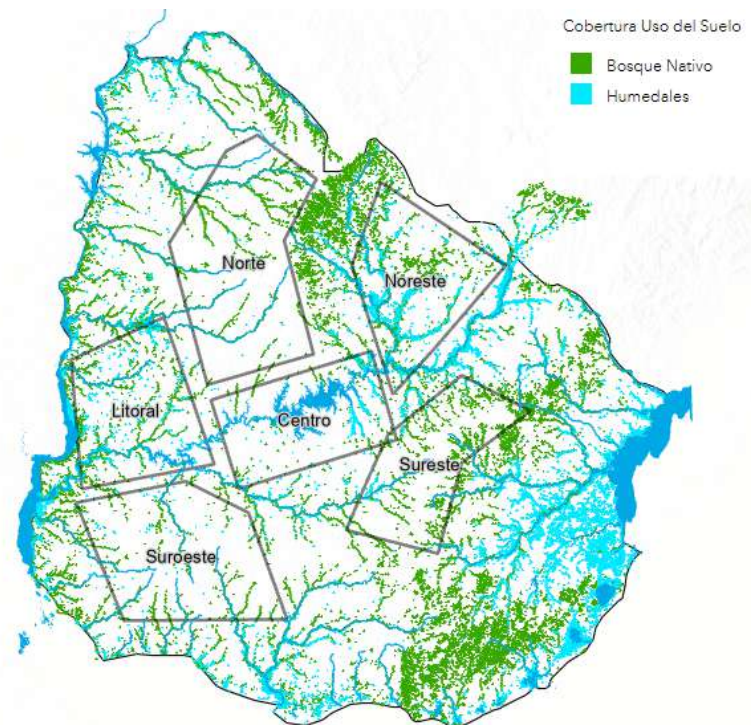 Cobertura Uso del Suelo
Bosque Nativo
Humedales
Norte
Noreste
Litoral
Centro
Sureste
Suroeste